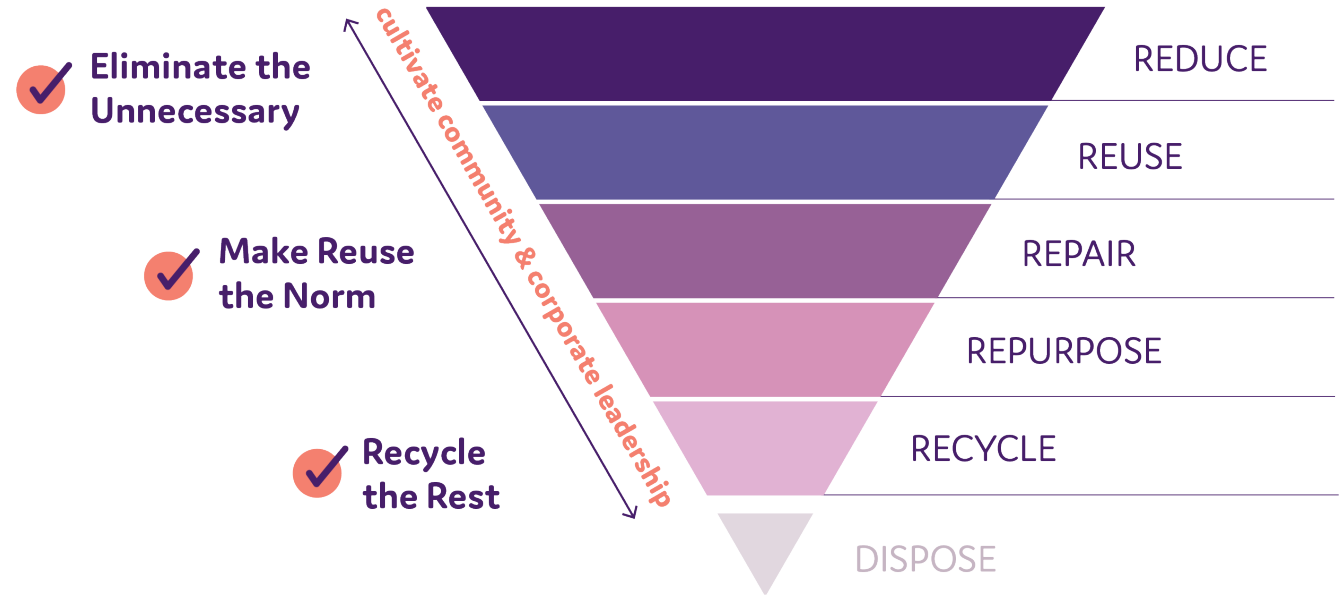 Eliminate the
Unnecessary
Make Reuse
the Norm
Recycle
the Rest
cultivate community & corporate leadership
REDUCE
REUSE
REPAIR
REPURPOSE
RECYCLE
DISPOSE